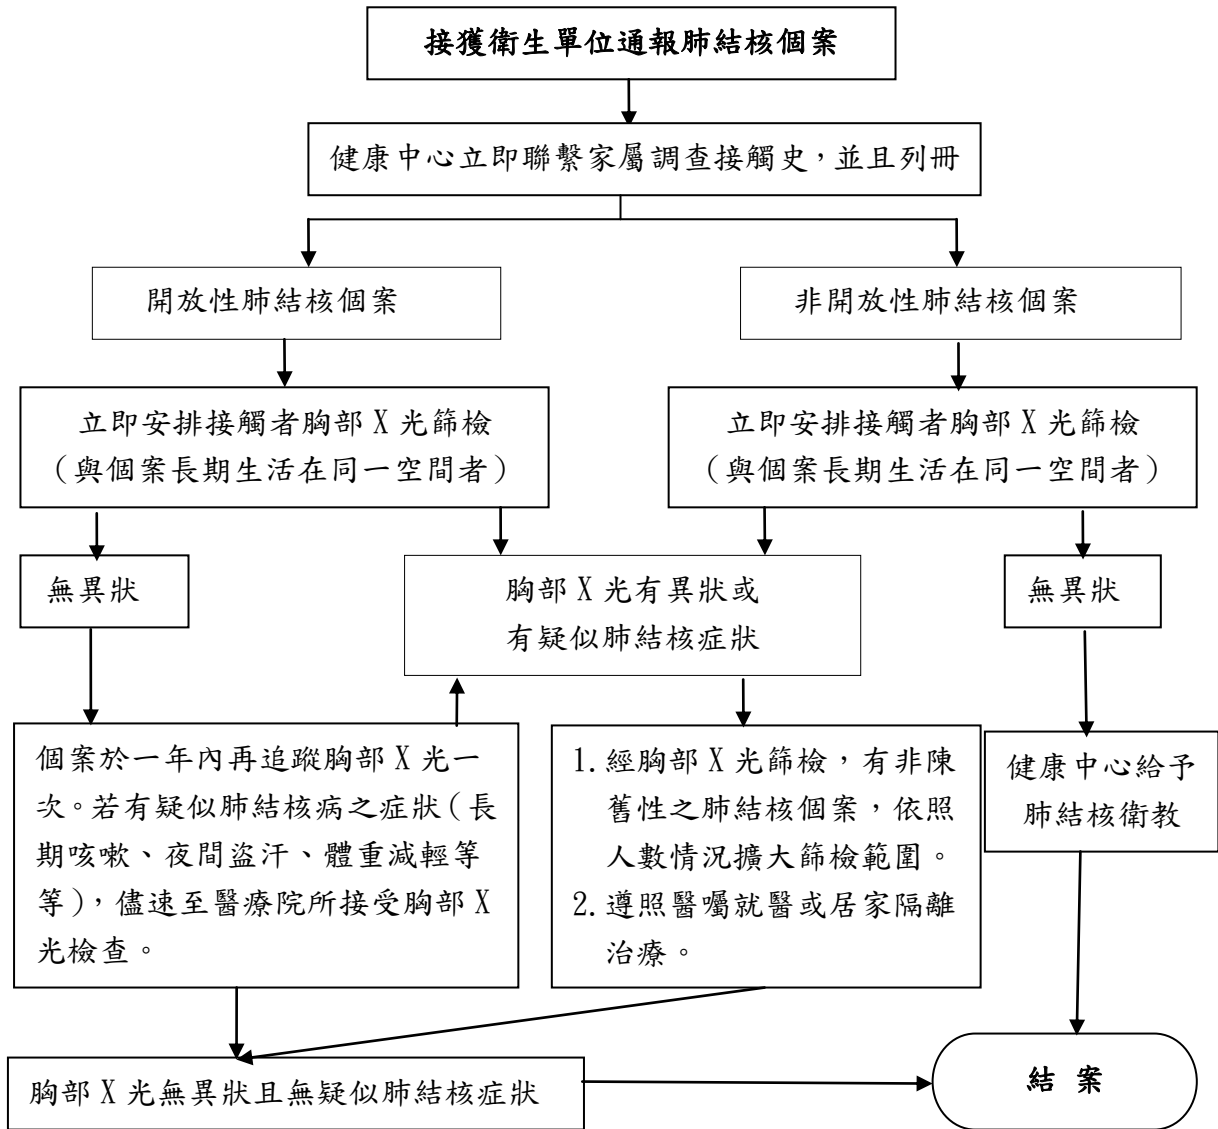 接獲衛生單位通報肺結核個案
健康中心立即聯繫家屬調查接觸史，並且列冊
開放性肺結核個案
非開放性肺結核個案
立即安排接觸者胸部 X 光篩檢
（與個案長期生活在同一空間者）
立即安排接觸者胸部 X 光篩檢
（與個案長期生活在同一空間者）
無異狀
胸部 X 光有異狀或
有疑似肺結核症狀
無異狀
個案於一年內再追蹤胸部 X 光一
次。若有疑似肺結核病之症狀（長
期咳嗽、夜間盜汗、體重減輕等
等），儘速至醫療院所接受胸部 X
光檢查。
1. 經胸部 X 光篩檢，有非陳
舊性之肺結核個案，依照
人數情況擴大篩檢範圍。
2. 遵照醫囑就醫或居家隔離
治療。
健康中心給予
肺結核衛教
胸部 X 光無異狀且無疑似肺結核症狀
結 案